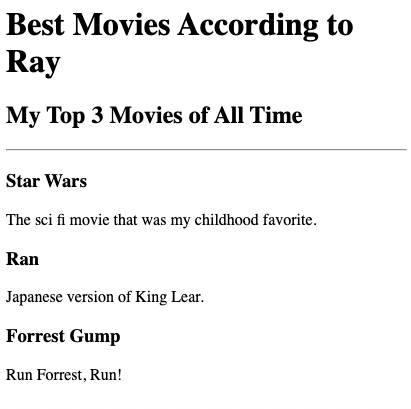 Best Movies According to
Ray
My Top 3 Movies of All Time
Star Wars
The sci fi movie that was my childhood favorite.
Ran
Japanese version of King Lear.
Forrest Gump
Run Forrest, Run!